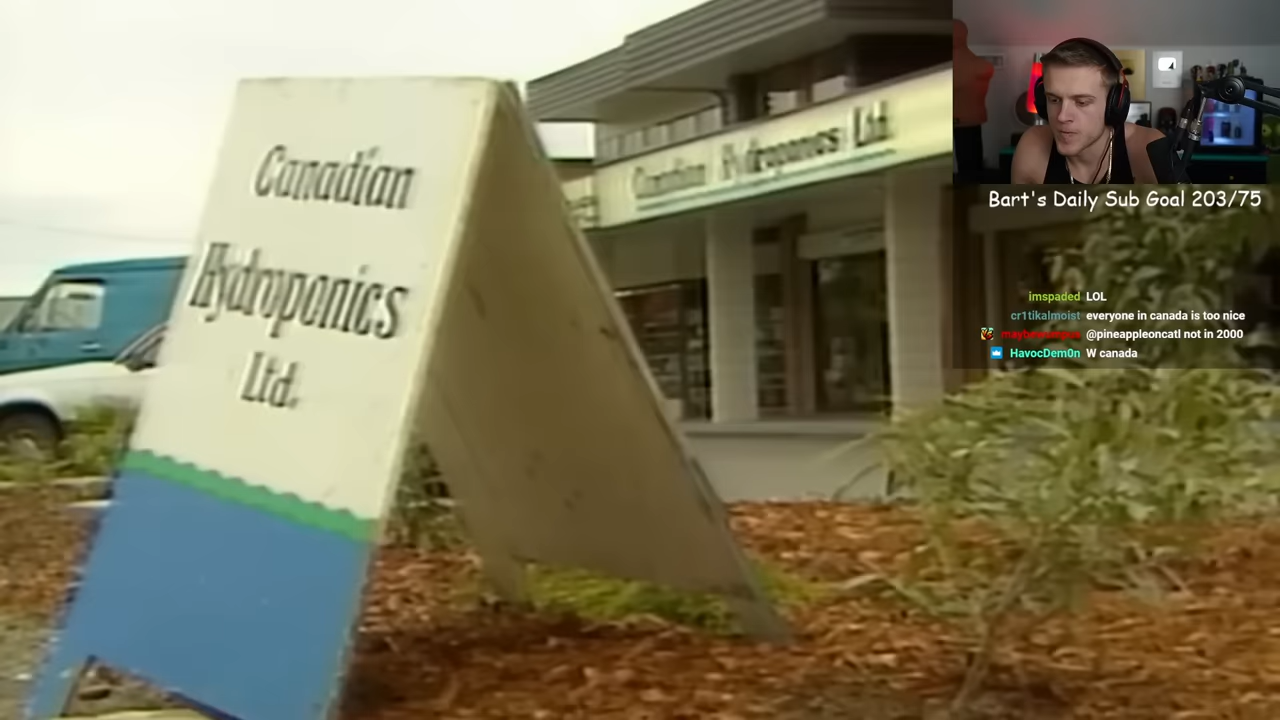 Canadian
Hydroponics
Ltd.
Canadian Hydroponics Ltd.
Bart's Daily Sub Goal 203/75
imspaded LOL
cr1tikalmoist everyone in canada is too nice
@pineappleoncatl not in 2000
HavocDem0n W canada